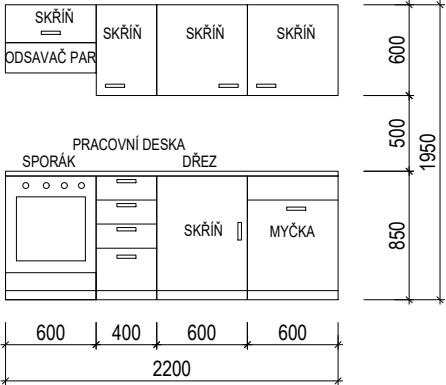 SKŘÍŇ
ODSAVAČ PAR
SKŘÍŇ
SKŘÍŇ
SKŘÍŇ
600
500
1950
PRACOVNÍ DESKA
SPORÁK
DŘEZ
SKŘÍŇ
MYČKA
850
600
400
600
600
2200